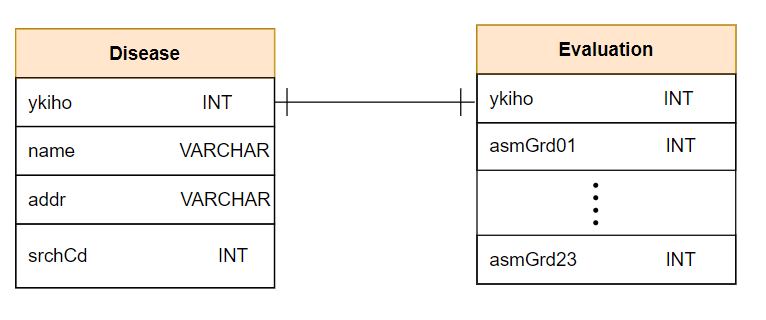 Disease
ykiho INT
name VARCHAR
addr VARCHAR
srchCd INT
Evaluation
ykiho INT
asmGrd01 INT
asmGrd23 INT